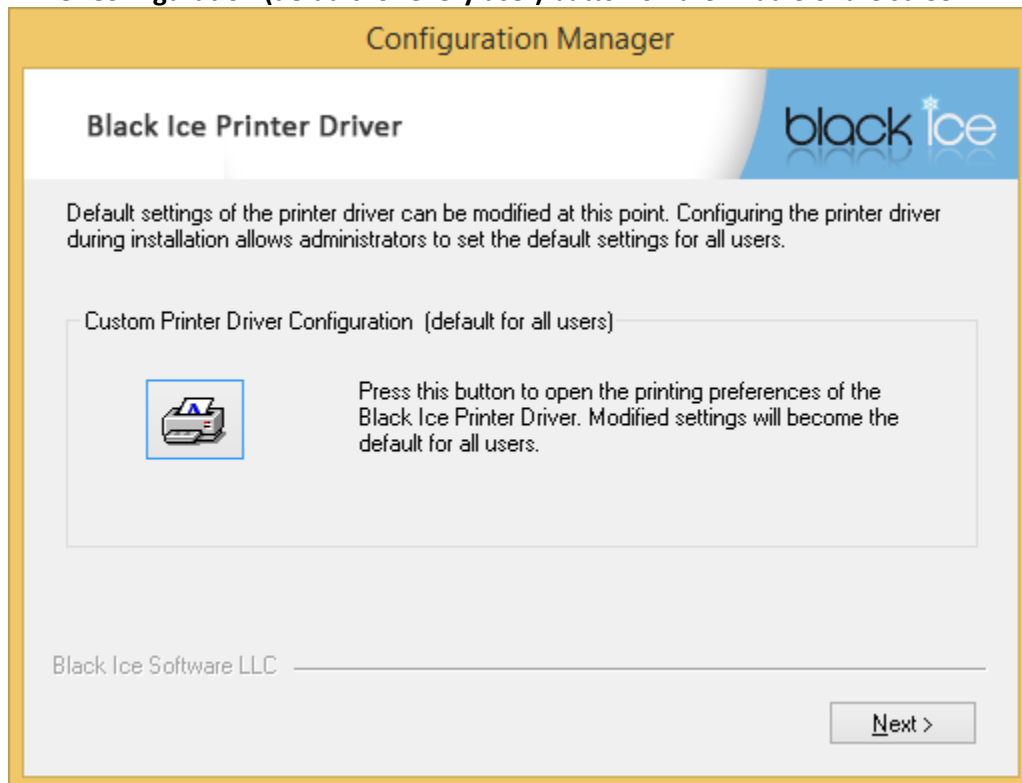 Configuration Manager
Black Ice Printer Driver
black ice
Default settings of the printer driver can be modified at this point. Configuring the printer driver
during installation allows administrators to set the default settings for all users.
Custom Printer Driver Configuration (default for all users)
Press this button to open the printing preferences of the
Black Ice Printer Driver. Modified settings will become the
default for all users.
Black Ice Software LLC
Next >